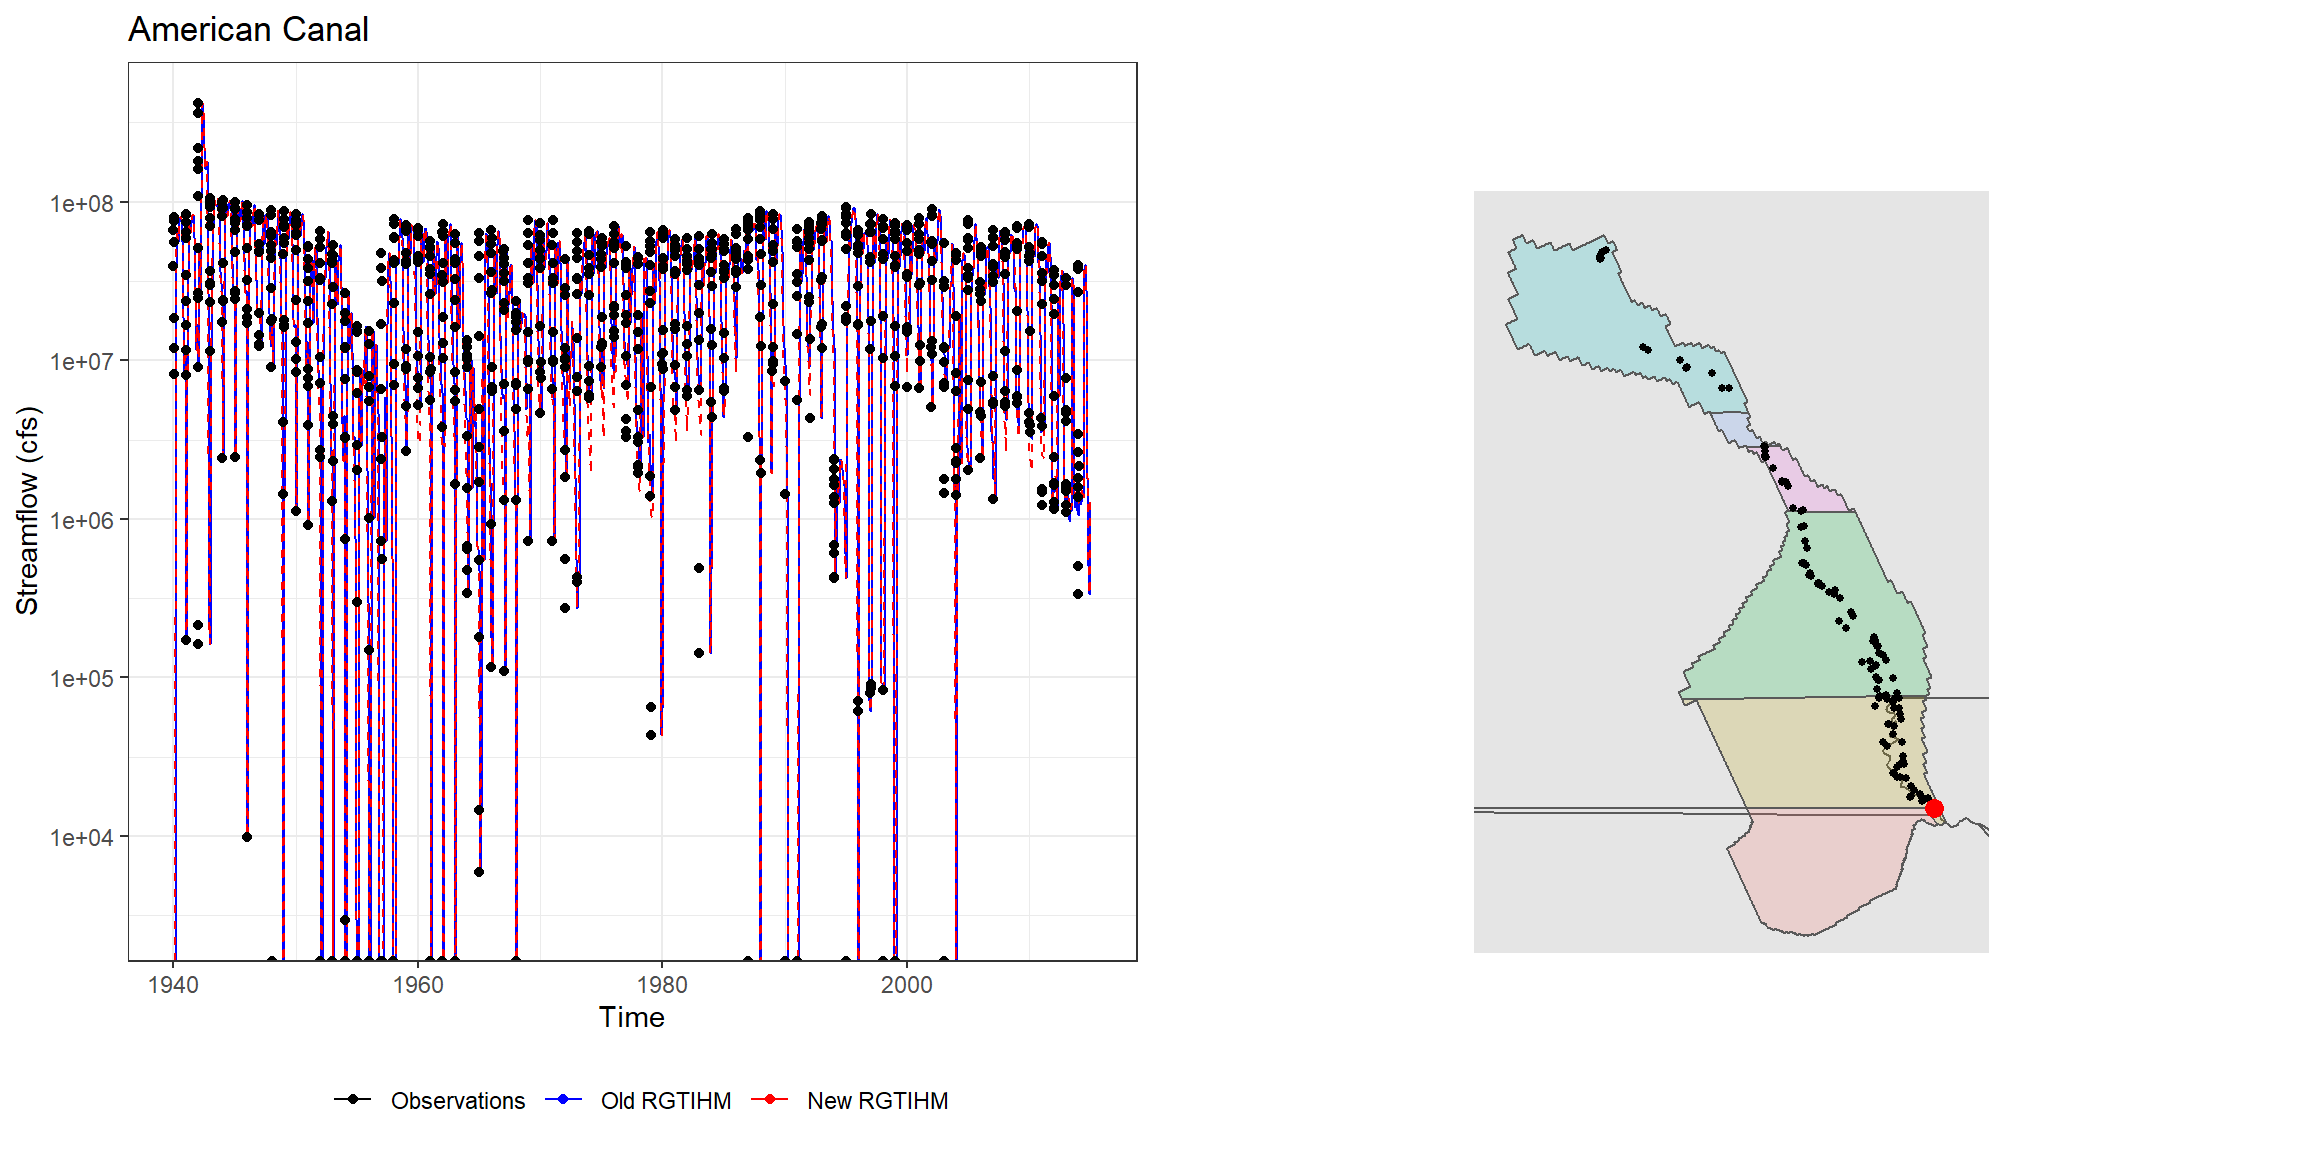 American Canal
Streamflow (cfs)
1e+08
1e+07
1e+06
1e+05
1e+04
1940 1960 1980 2000
Time
Observations Old RGTIHM New RGTIHM